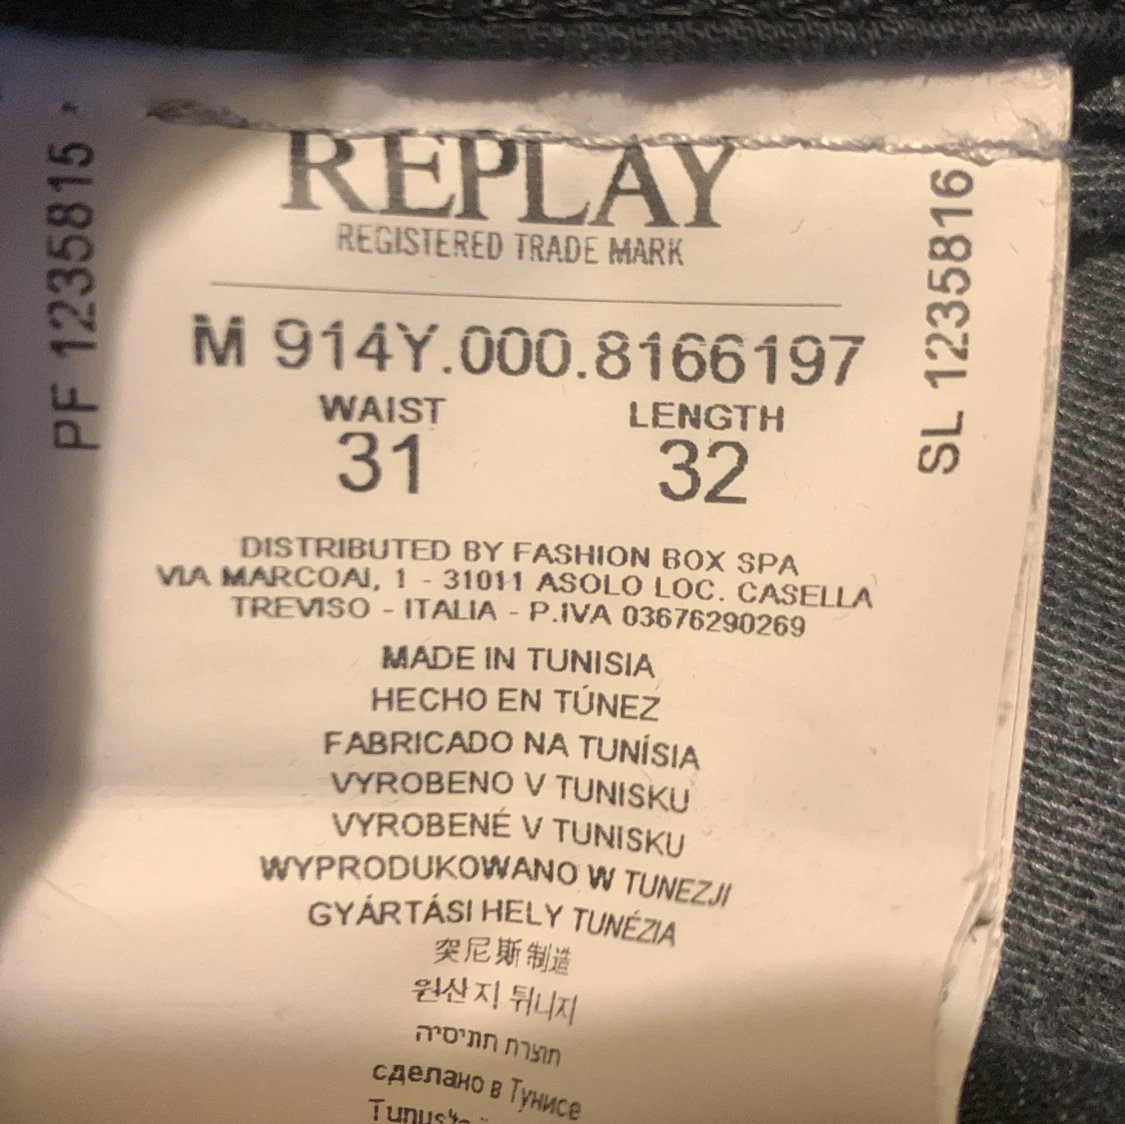 REPLAY
REGISTERED TRADE MARK
M 914Y.000.8166197
WAIST LENGTH
31 32
DISTRIBUTED BY FASHION BOX SPA
VIA MARCOAI, 1 - 31011 ASOLO LOC. CASELLA
TREVISO - ITALIA - P.IVA 03676290269
MADE IN TUNISIA
HECHO EN TÚNEZ
FABRICADO NA TUNÍSIA
VYROBENO V TUNISKU
VYROBENÉ V TUNISKU
WYPRODUKOWANO W TUNEZJI
GYÁRTÁSI HELY TUNÉZIA
突尼斯制造
원산지 튀니지
сделано в Тунисе
PF 1235815
SL 1235816